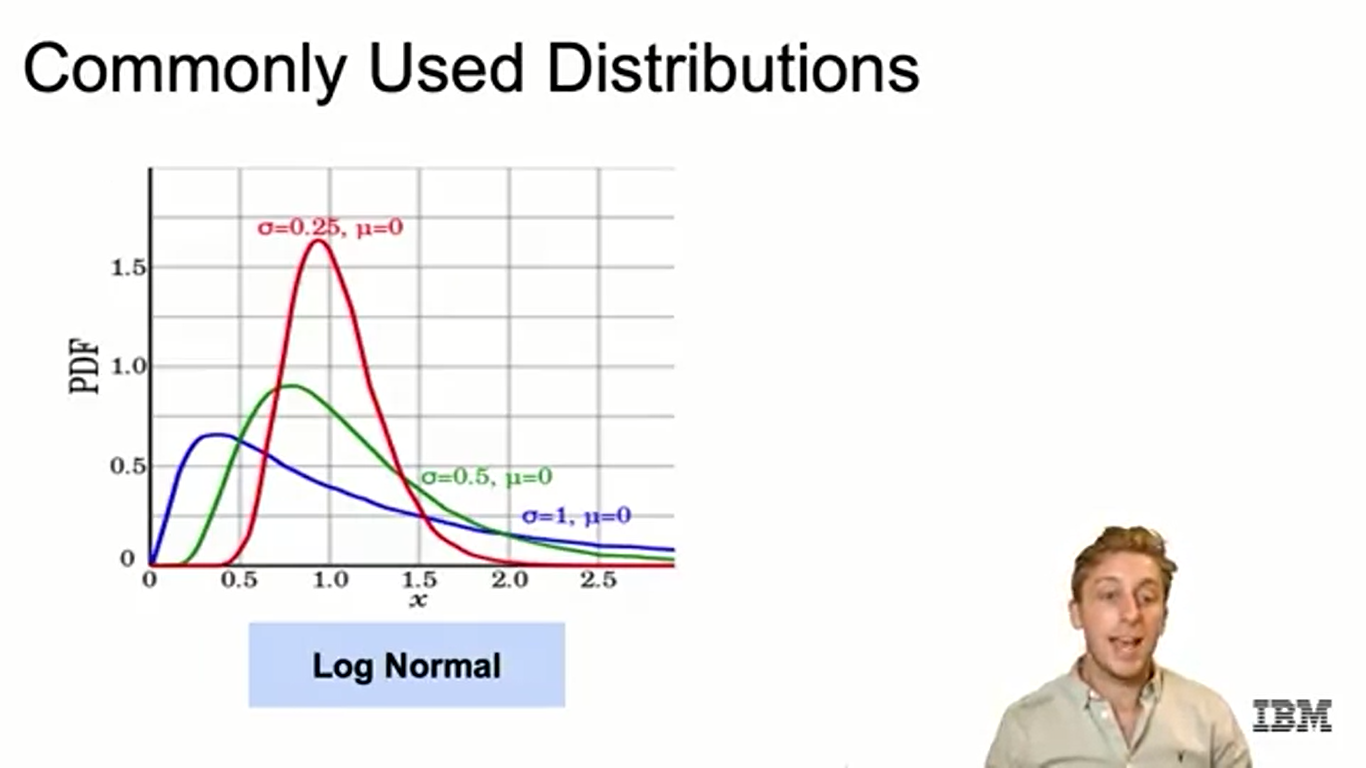 Commonly Used Distributions
σ=0.25, μ=0
1.5
1.0
PDF
0.5
σ=0.5, μ=0
σ=1, μ=0
0
0 0.5 1.0 1.5 2.0 2.5
x
Log Normal
IBM